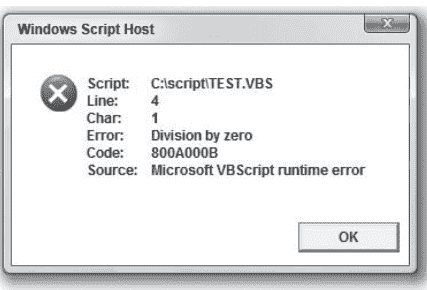 Windows Script Host
Script: C:\script\TEST.VBS
Line: 4
Char: 1
Error: Division by zero
Code: 800A000B
Source: Microsoft VBScript runtime error
OK